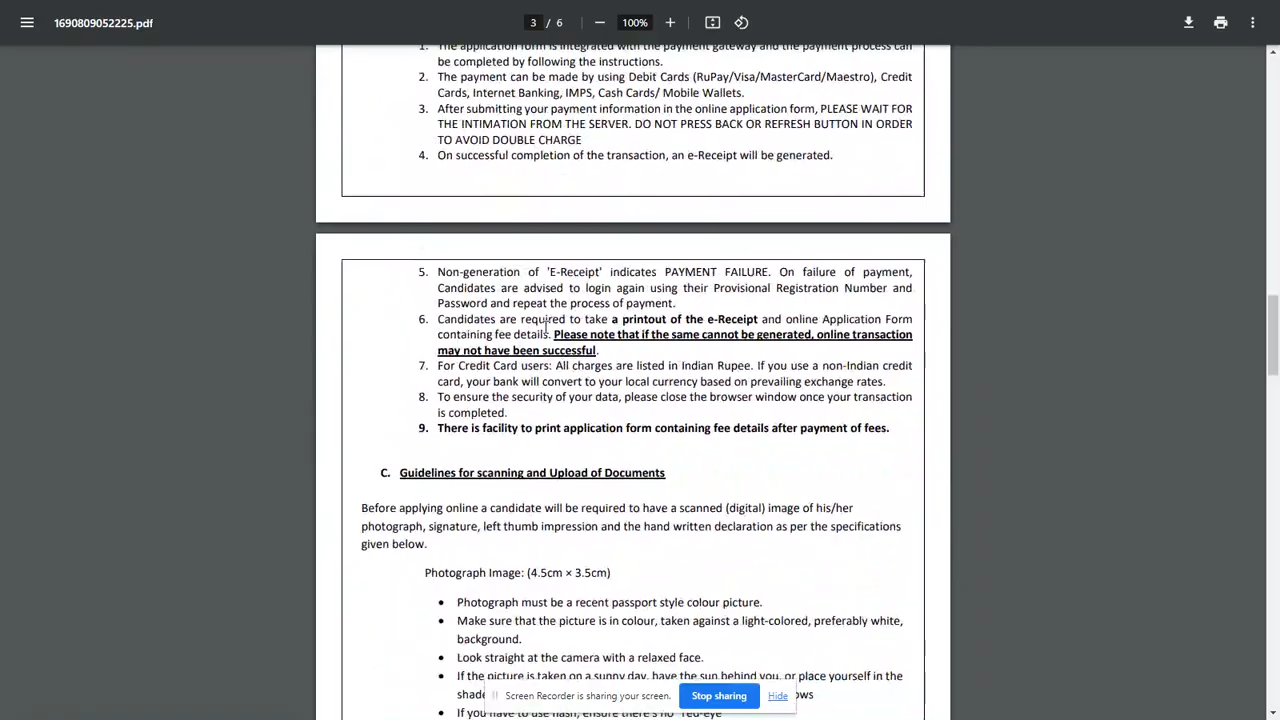 1690809052225.pdf
3 / 6
100%
1. The application form is integrated with the payment gateway and the payment process can
be completed by following the instructions.
2. The payment can be made by using Debit Cards (RuPay/Visa/MasterCard/Maestro), Credit
Cards, Internet Banking, IMPS, Cash Cards/ Mobile Wallets.
3. After submitting your payment information in the online application form, PLEASE WAIT FOR
THE INTIMATION FROM THE SERVER. DO NOT PRESS BACK OR REFRESH BUTTON IN ORDER
TO AVOID DOUBLE CHARGE
4. On successful completion of the transaction, an e-Receipt will be generated.
5. Non-generation of 'E-Receipt' indicates PAYMENT FAILURE. On failure of payment,
Candidates are advised to login again using their Provisional Registration Number and
Password and repeat the process of payment.
6. Candidates are required to take a printout of the e-Receipt and online Application Form
containing fee details. Please note that if the same cannot be generated, online transaction
may not have been successful.
7. For Credit Card users: All charges are listed in Indian Rupee. If you use a non-Indian credit
card, your bank will convert to your local currency based on prevailing exchange rates.
8. To ensure the security of your data, please close the browser window once your transaction
is completed.
9. There is facility to print application form containing fee details after payment of fees.
C. Guidelines for scanning and Upload of Documents
Before applying online a candidate will be required to have a scanned (digital) image of his/her
photograph, signature, left thumb impression and the hand written declaration as per the specifications
given below.
Photograph Image: (4.5cm × 3.5cm)
• Photograph must be a recent passport style colour picture.
• Make sure that the picture is in colour, taken against a light-colored, preferably white,
background.
• Look straight at the camera with a relaxed face.
• If the picture is taken on a sunny day, have the sun behind you, or place yourself in the
Screen Recorder is sharing your screen. Stop sharing Hide
• If you have to use flash, ensure there's no "red-eye"